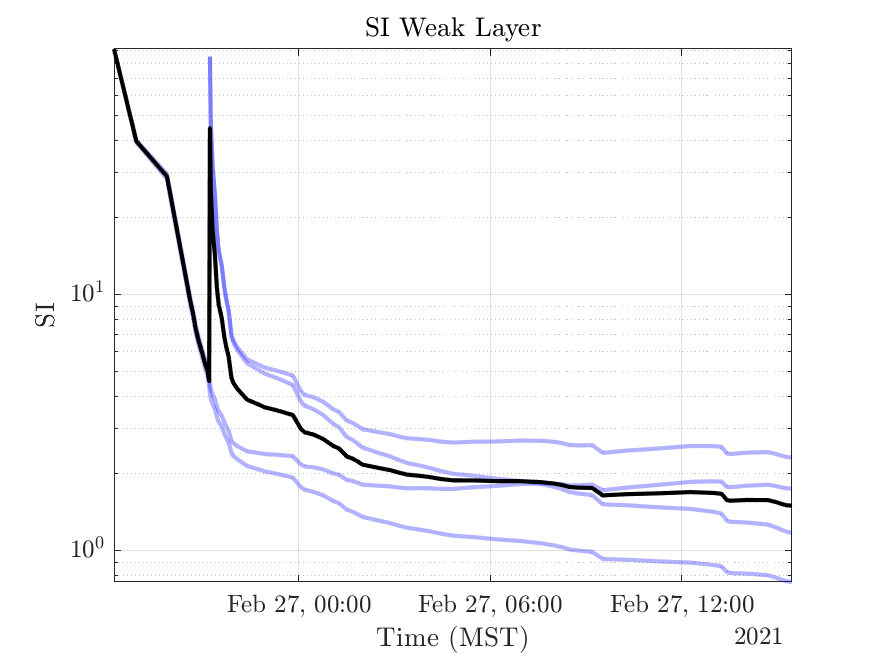 SI Weak Layer
SI
10¹
10⁰
Feb 27, 00:00
Feb 27, 06:00
Feb 27, 12:00
Time (MST)
2021